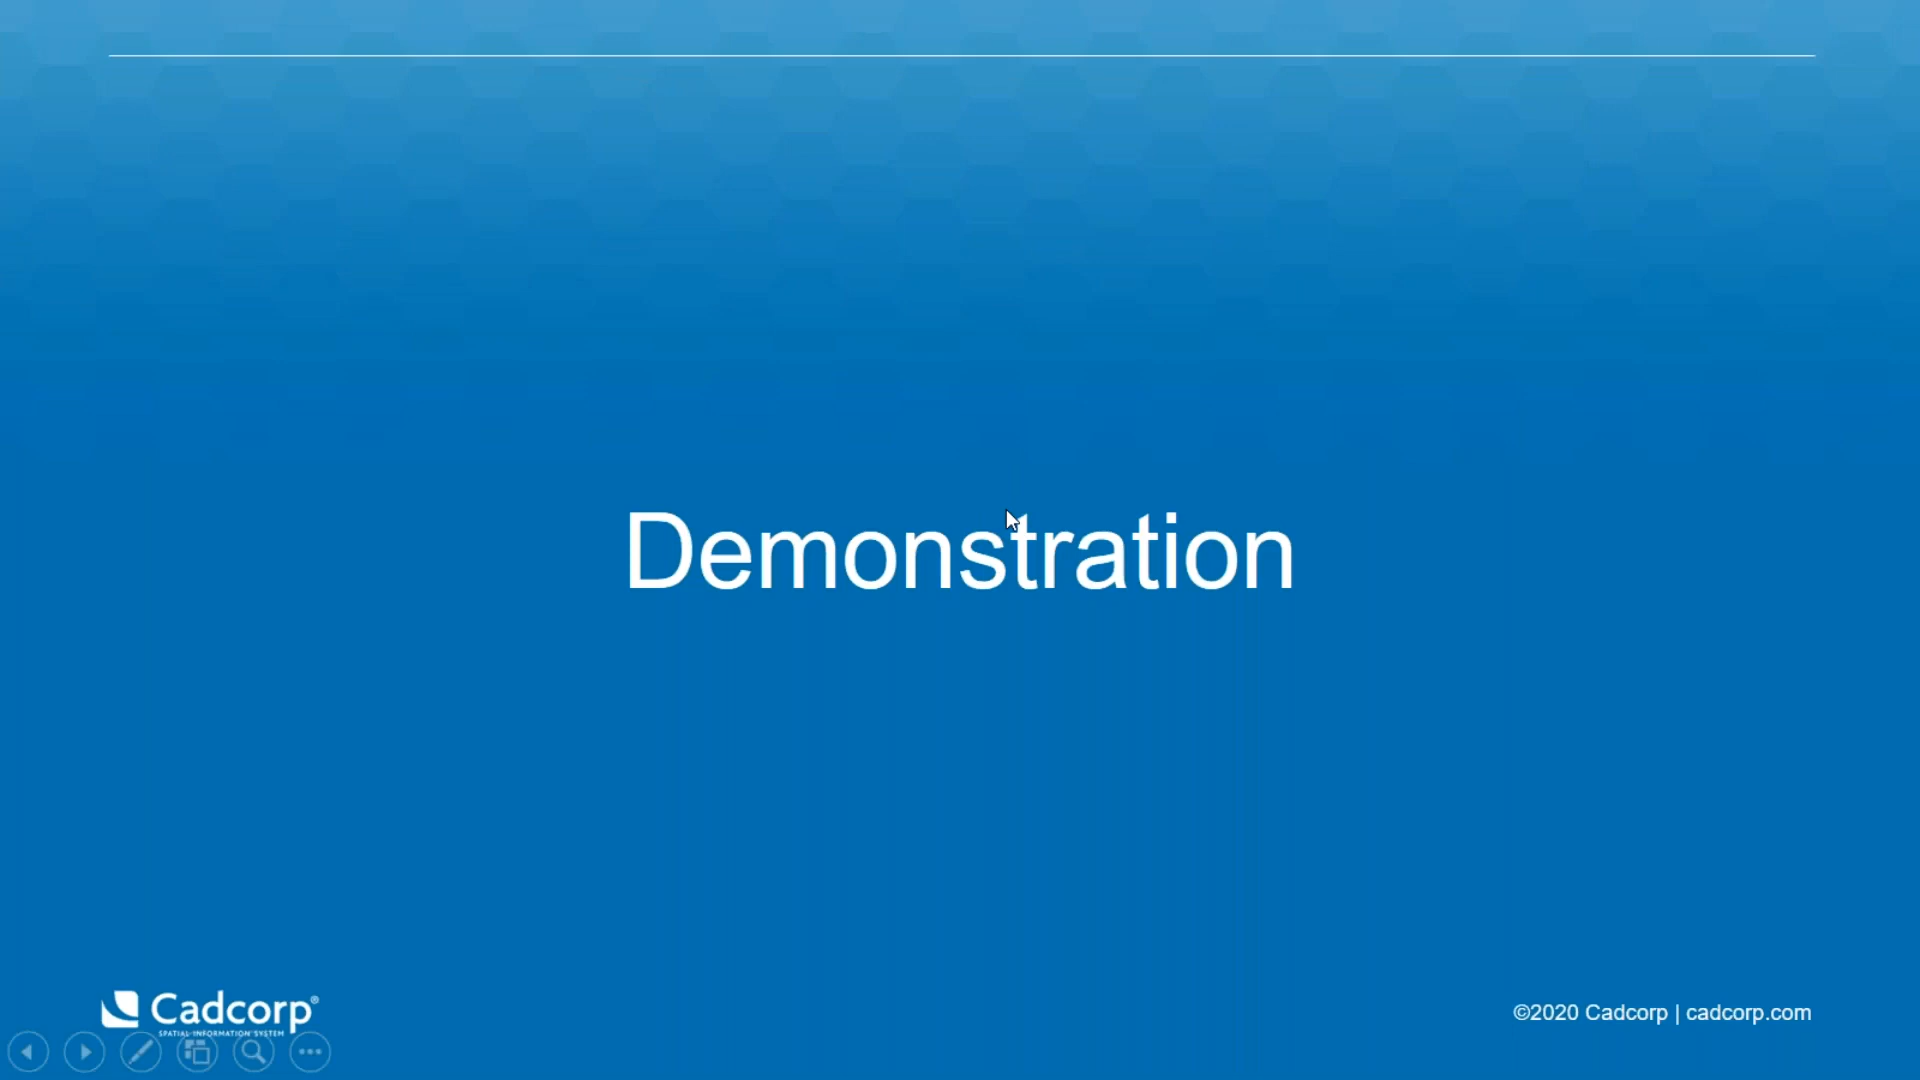 Demonstration
Cadcorp®
SPATIAL INFORMATION SYSTEM
©2020 Cadcorp | cadcorp.com